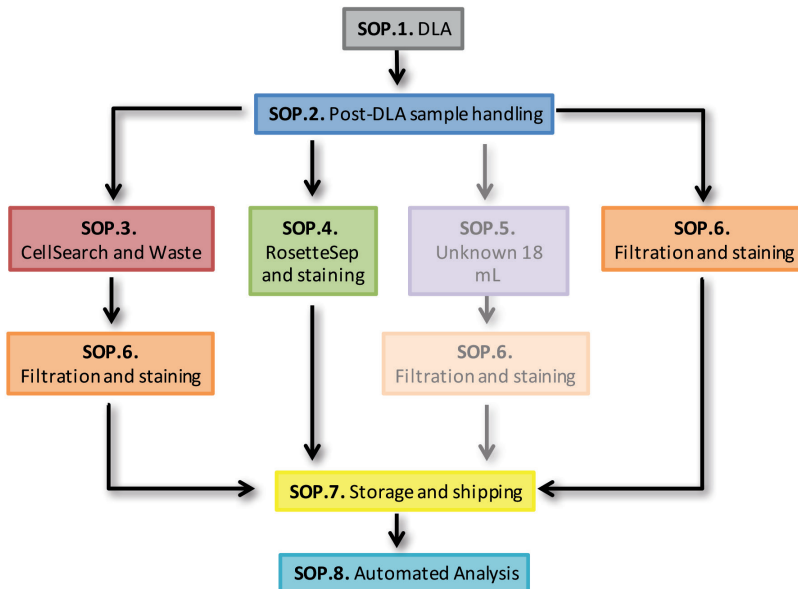 SOP.1. DLA
SOP.2. Post-DLA sample handling
SOP.3.
CellSearch and Waste
SOP.4.
RosetteSep
and staining
SOP.5.
Unknown 18
mL
SOP.6.
Filtration and staining
SOP.6.
Filtration and staining
SOP.6.
Filtration and staining
SOP.7. Storage and shipping
SOP.8. Automated Analysis